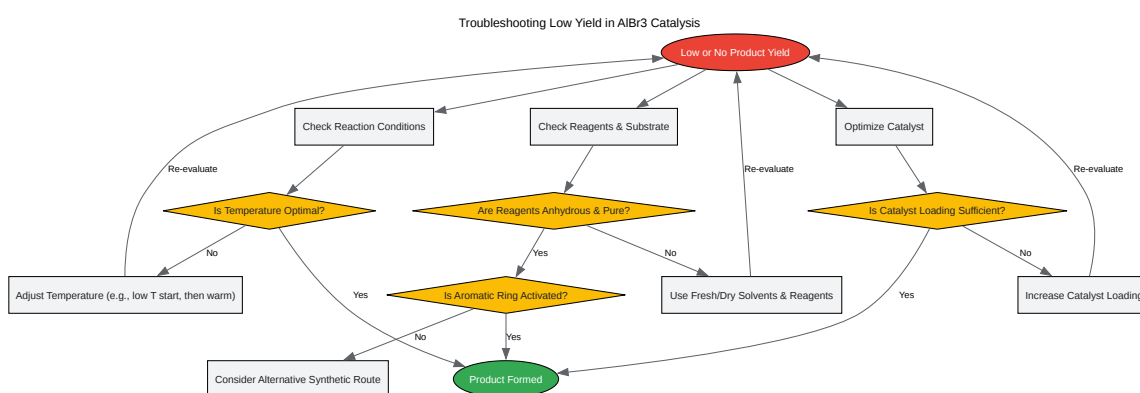 Troubleshooting Low Yield in AlBr3 Catalysis
Low or No Product Yield
Check Reaction Conditions
Check Reagents & Substrate
Optimize Catalyst
Re-evaluate
Re-evaluate
Re-evaluate
Is Temperature Optimal?
Are Reagents Anhydrous & Pure?
Is Catalyst Loading Sufficient?
No
Yes
No
No
Adjust Temperature (e.g., low T start, then warm)
Yes
Is Aromatic Ring Activated?
Use Fresh/Dry Solvents & Reagents
Yes
Increase Catalyst Loading
No
Yes
Consider Alternative Synthetic Route
Product Formed